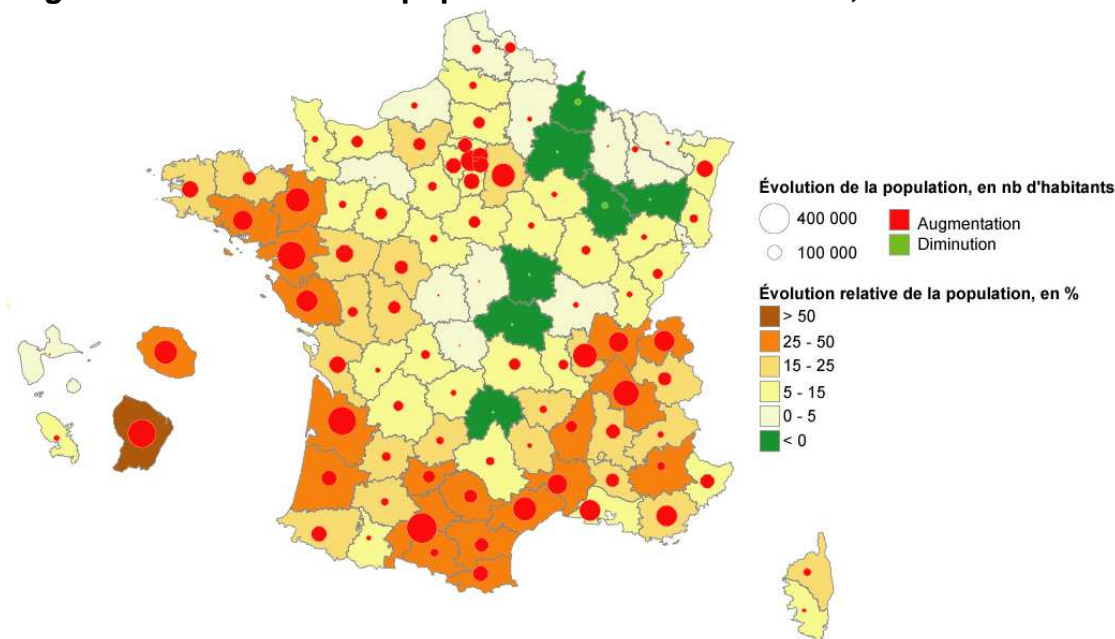 Évolution de la population, en nb d'habitants
400 000
100 000
Augmentation
Diminution
Évolution relative de la population, en %
> 50
25 - 50
15 - 25
5 - 15
0 - 5
< 0